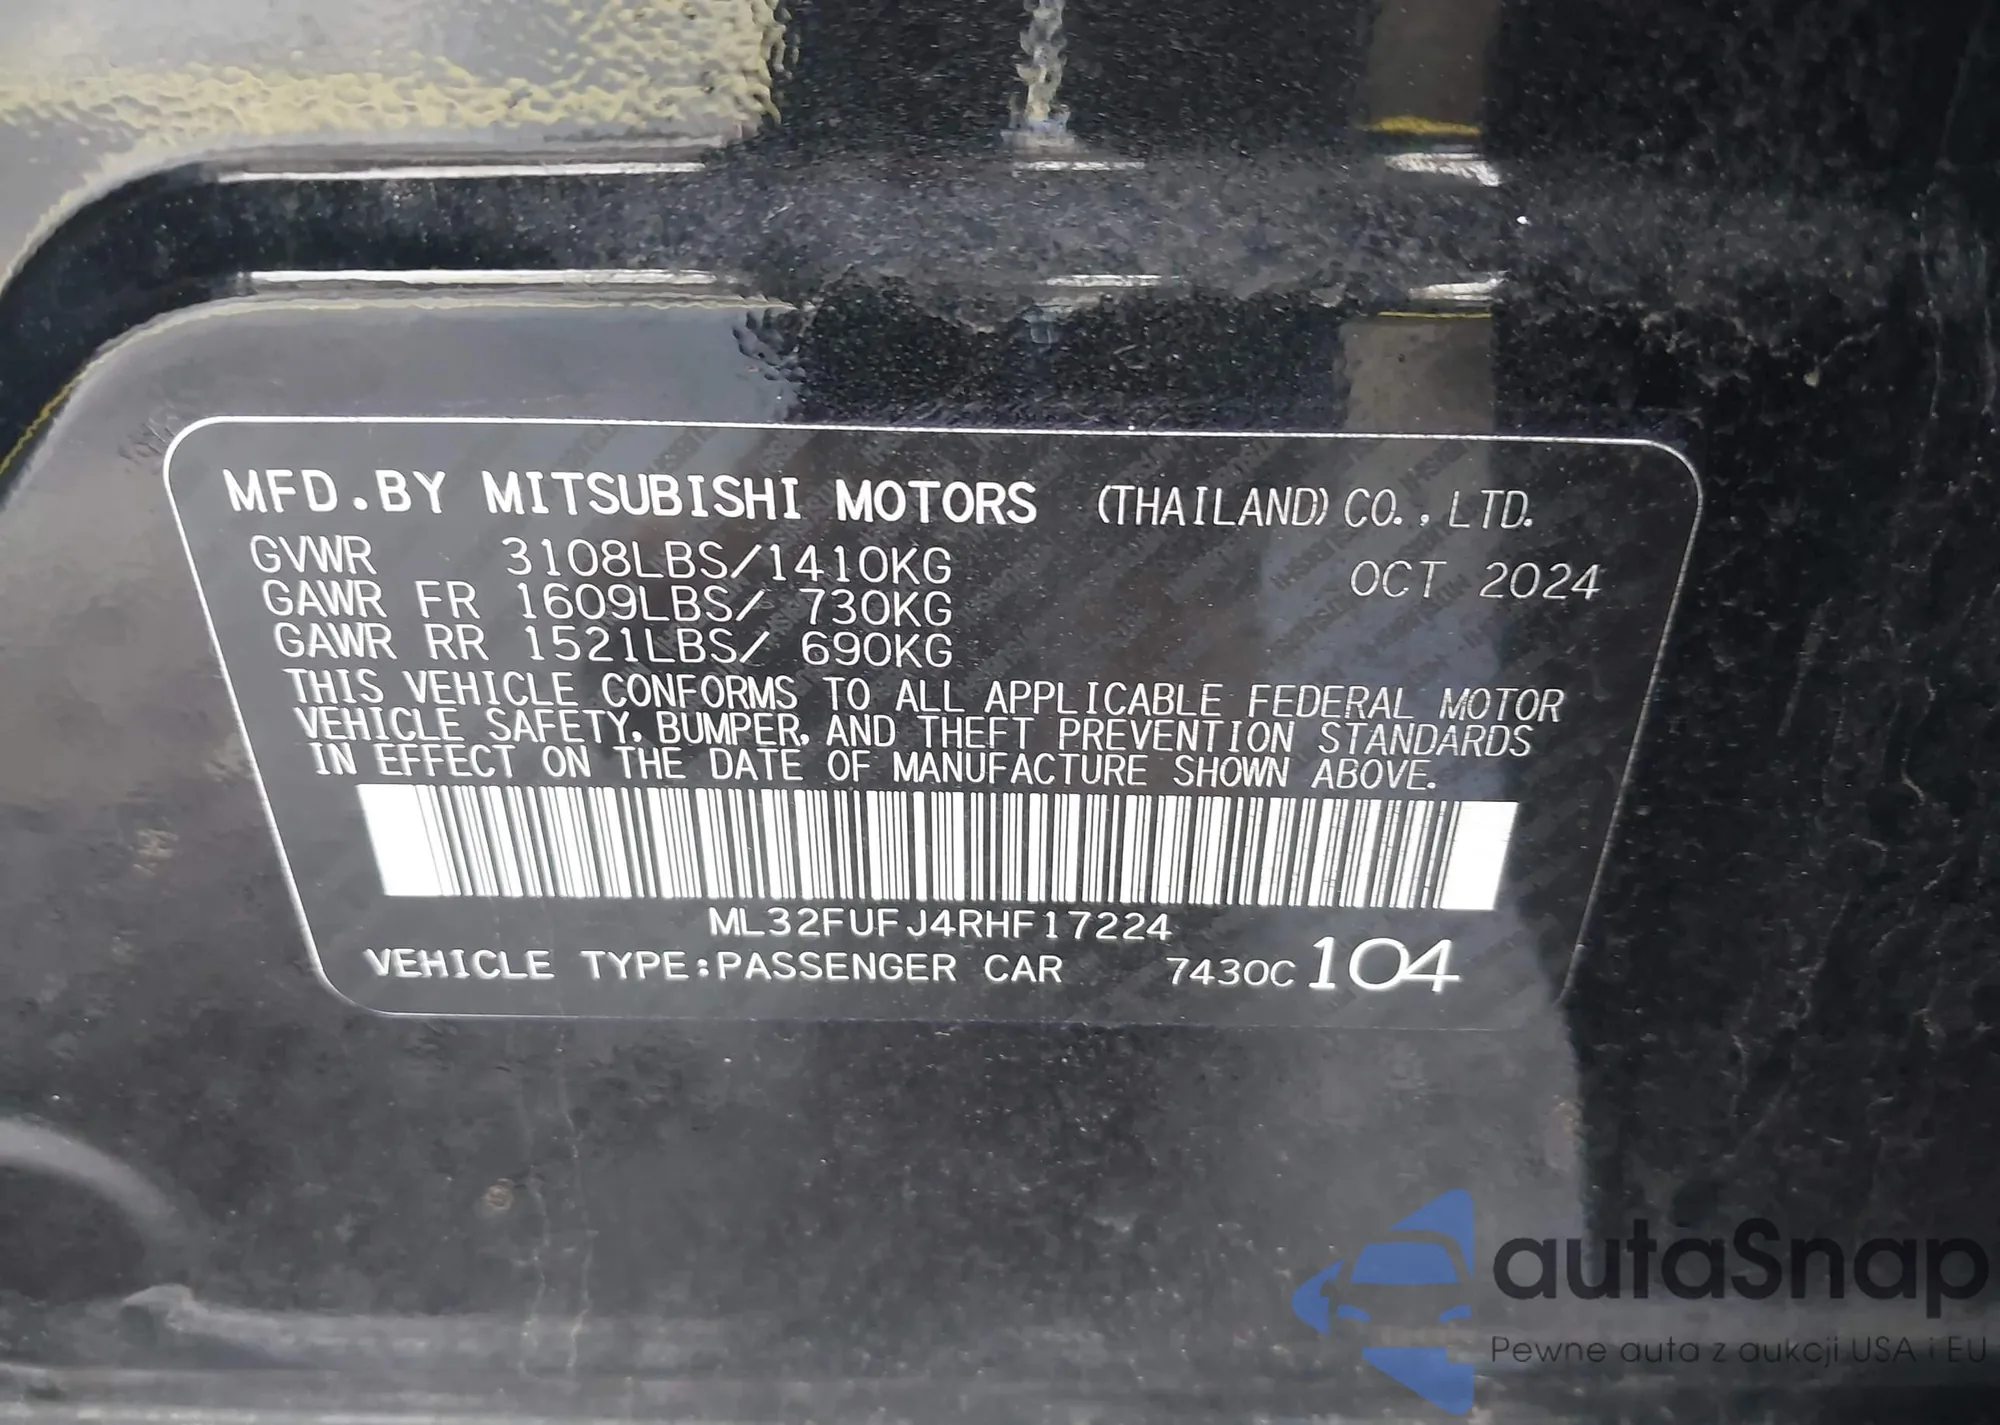 MFD.BY MITSUBISHI MOTORS (THAILAND) CO., LTD.
GVWR 3108LBS/1410KG OCT 2024
GAWR FR 1609LBS/ 730KG
GAWR RR 1521LBS/ 690KG
THIS VEHICLE CONFORMS TO ALL APPLICABLE FEDERAL MOTOR
VEHICLE SAFETY, BUMPER, AND THEFT PREVENTION STANDARDS
IN EFFECT ON THE DATE OF MANUFACTURE SHOWN ABOVE.
ML32FUFJ4RHF17224
VEHICLE TYPE:PASSENGER CAR 7430C 104
autaSnap
Pewne auta z aukcji USA i EU